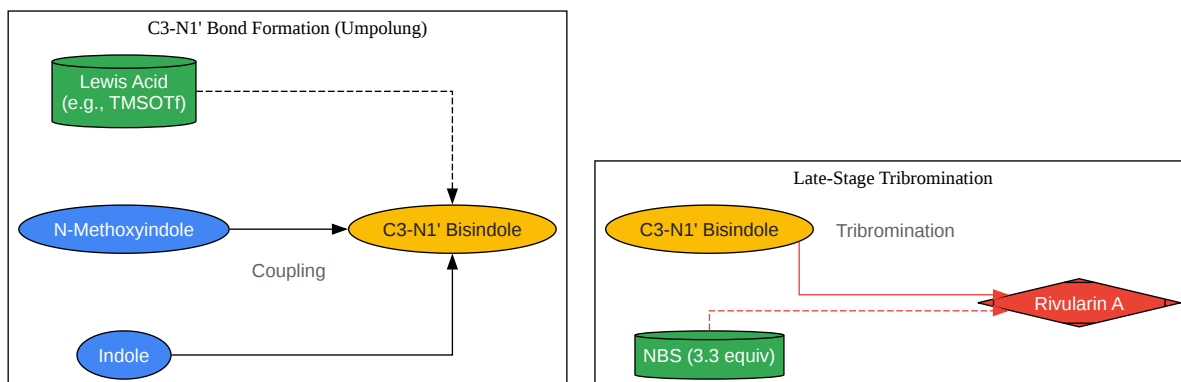 C3-N1' Bond Formation (Umpolung)
Lewis Acid
(e.g., TMSOTf)
N-Methoxyindole
C3-N1' Bisindole
Coupling
Indole
Late-Stage Tribromination
C3-N1' Bisindole
Tribromination
Rivularin A
NBS (3.3 equiv)